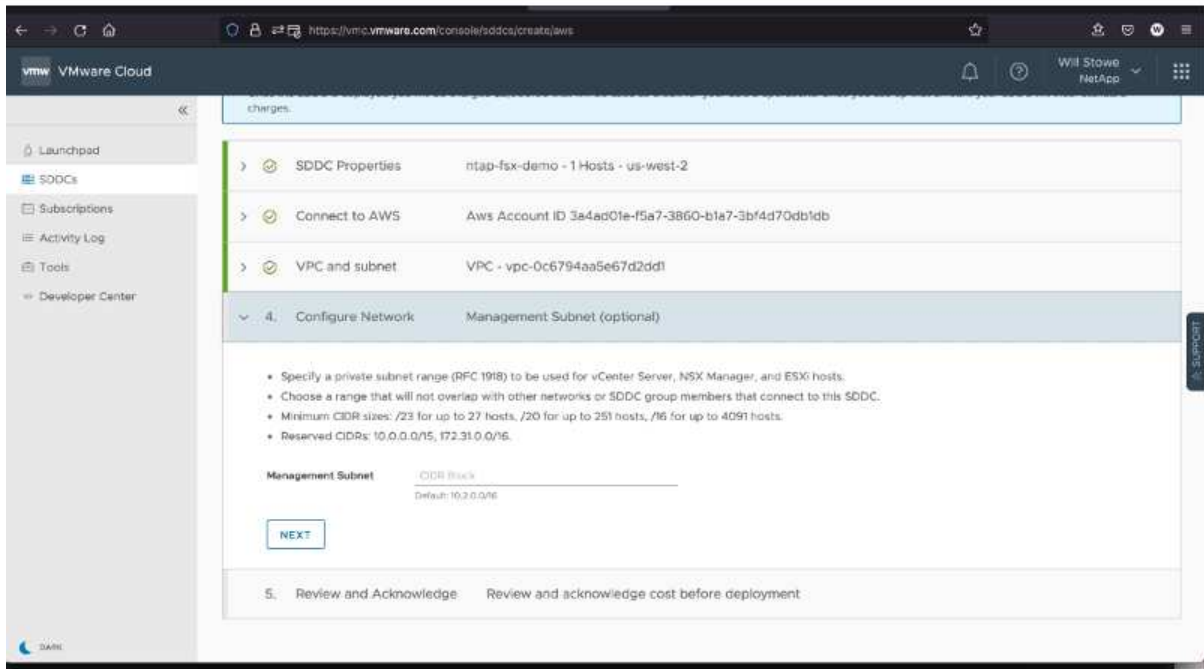 https://vmc.vmware.com/console/sddcs/create/aws
vmw VMware Cloud
Will Stowe
NetApp
charges.
Launchpad
SDDCs
Subscriptions
Activity Log
Tools
Developer Center
SDDC Properties ntap-fsx-demo - 1 Hosts - us-west-2
Connect to AWS Aws Account ID 3a4ad01e-f5a7-3860-b1a7-3bf4d70db1db
VPC and subnet VPC - vpc-0c6794aa5e67d2dd1
4. Configure Network Management Subnet (optional)
• Specify a private subnet range (RFC 1918) to be used for vCenter Server, NSX Manager, and ESXi hosts.
• Choose a range that will not overlap with other networks or SDDC group members that connect to this SDDC.
• Minimum CIDR sizes: /23 for up to 27 hosts, /20 for up to 251 hosts, /16 for up to 4091 hosts.
• Reserved CIDRs: 10.0.0.0/15, 172.31.0.0/16.
Management Subnet CIDR Block
Default: 10.2.0.0/16
NEXT
5. Review and Acknowledge Review and acknowledge cost before deployment
SUPPORT
DARK